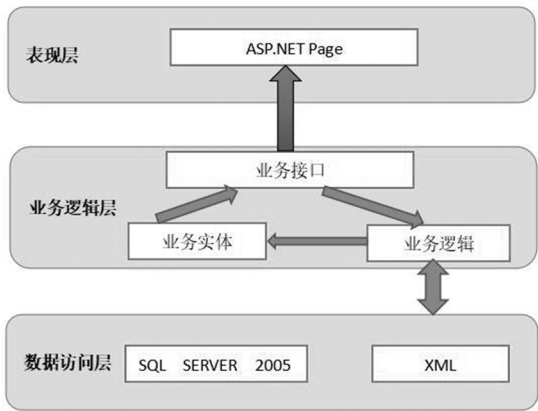 表现层
ASP.NET Page
业务接口
业务逻辑层
业务实体
业务逻辑
数据访问层
SQL SERVER 2005
XML